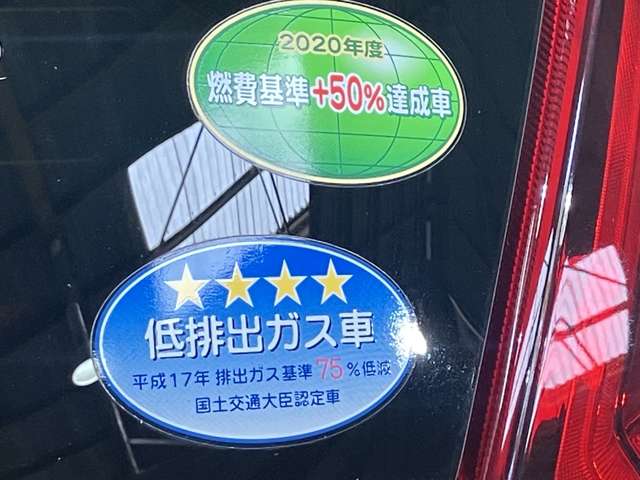 2020年度
燃費基準+50%達成車
低排出ガス車
平成17年 排出ガス基準75%低減
国土交通大臣認定車